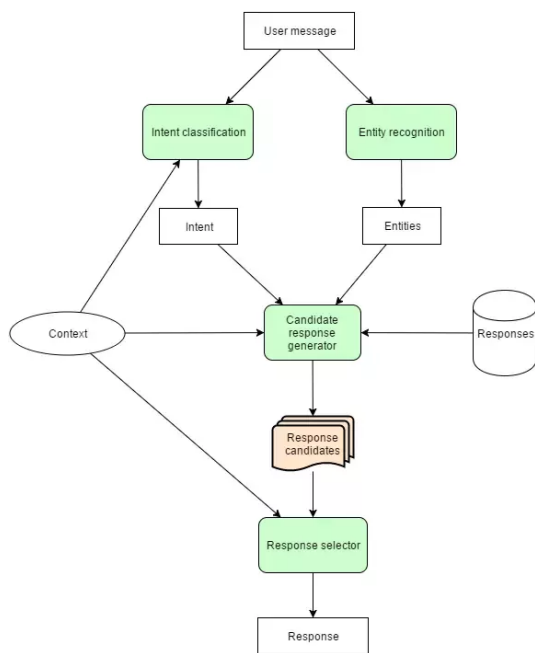 User message
Intent classification
Entity recognition
Intent
Entities
Context
Candidate
response
generator
Responses
Response
candidates
Response selector
Response